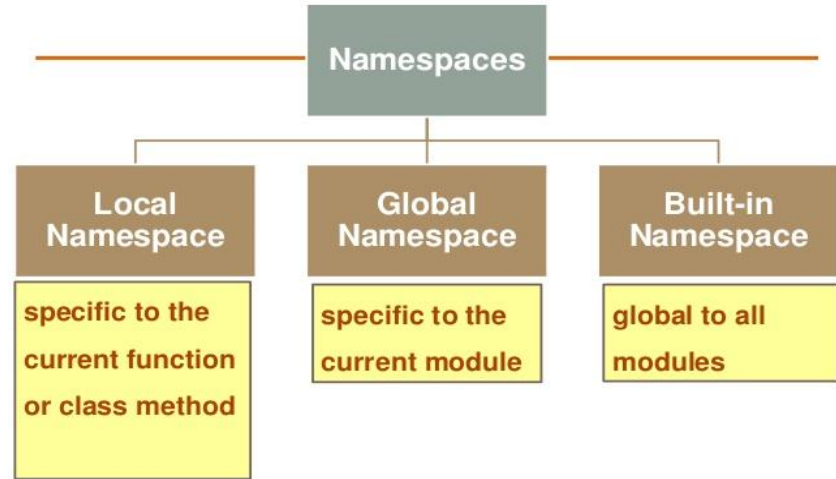 Namespaces
Local
Namespace
specific to the
current function
or class method
Global
Namespace
specific to the
current module
Built-in
Namespace
global to all
modules